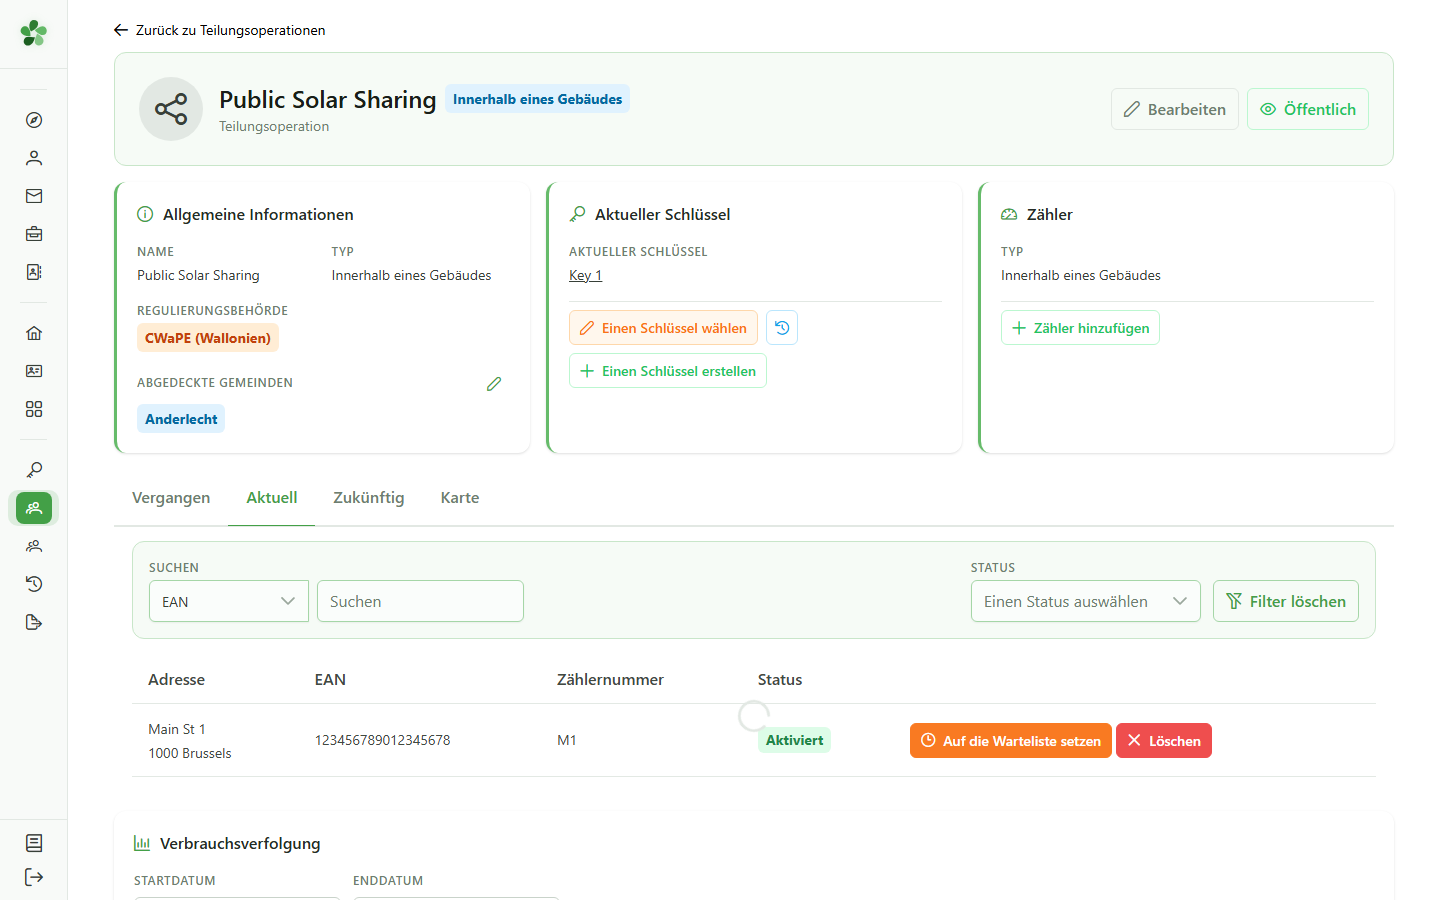 Zurück zu Teilungsoperationen
Public Solar Sharing
Innerhalb eines Gebäudes
Teilungsoperation
Bearbeiten
Öffentlich
Allgemeine Informationen
NAME
TYP
Public Solar Sharing
Innerhalb eines Gebäudes
REGULIERUNGSBEHÖRDE
CWaPE (Wallonien)
ABGEDECKTE GEMEINDEN
Anderlecht
Aktueller Schlüssel
AKTUELLER SCHLÜSSEL
Key 1
Einen Schlüssel wählen
Einen Schlüssel erstellen
Zähler
TYP
Innerhalb eines Gebäudes
Zähler hinzufügen
Vergangen
Aktuell
Zukünftig
Karte
SUCHEN
EAN
Suchen
STATUS
Einen Status auswählen
Filter löschen
Adresse
EAN
Zählernummer
Status
Main St 1
1000 Brussels
123456789012345678
M1
Aktiviert
Auf die Warteliste setzen
Löschen
Verbrauchsverfolgung
STARTDATUM
ENDDATUM